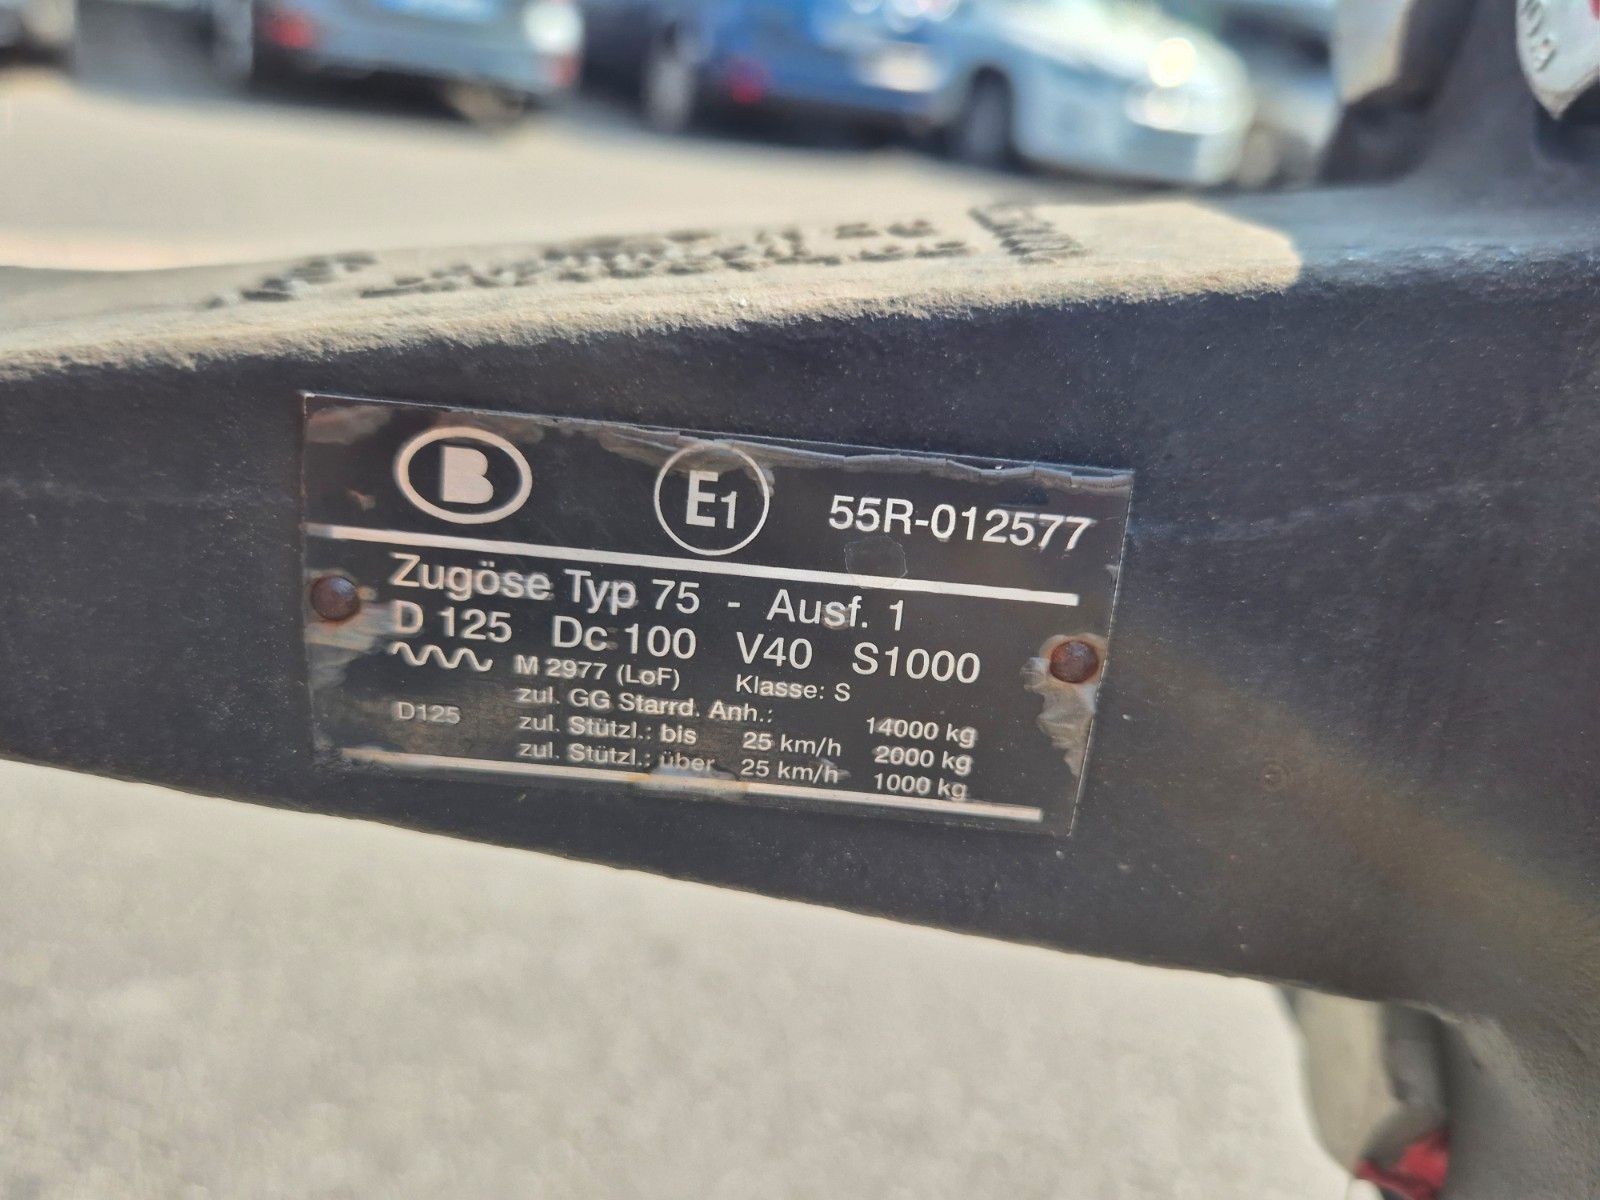 B E1 55R-012577
Zugöse Typ 75 - Ausf. 1
D 125 Dc 100 V40 S1000
M 2977 (LoF) Klasse: S
zul. GG Starrd. Anh.: 14000 kg
D125 zul. Stützl.: bis 25 km/h 2000 kg
zul. Stützl.: über 25 km/h 1000 kg